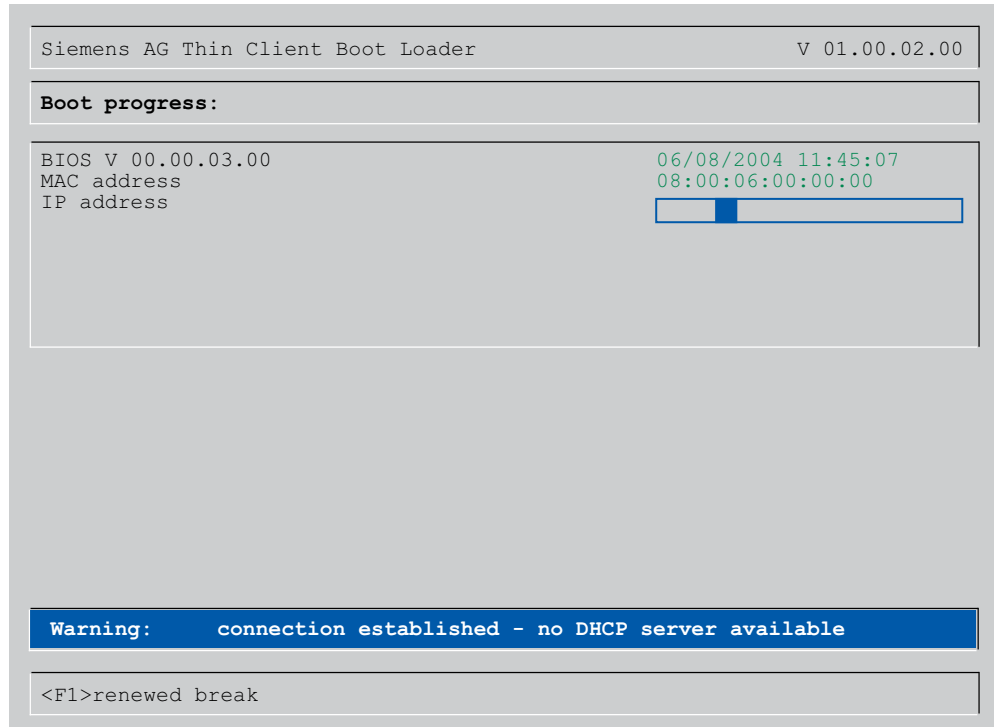 Siemens AG Thin Client Boot Loader V 01.00.02.00
Boot progress:
BIOS V 00.00.03.00 06/08/2004 11:45:07
MAC address 08:00:06:00:00:00
IP address
Warning: connection established - no DHCP server available
<F1>renewed break